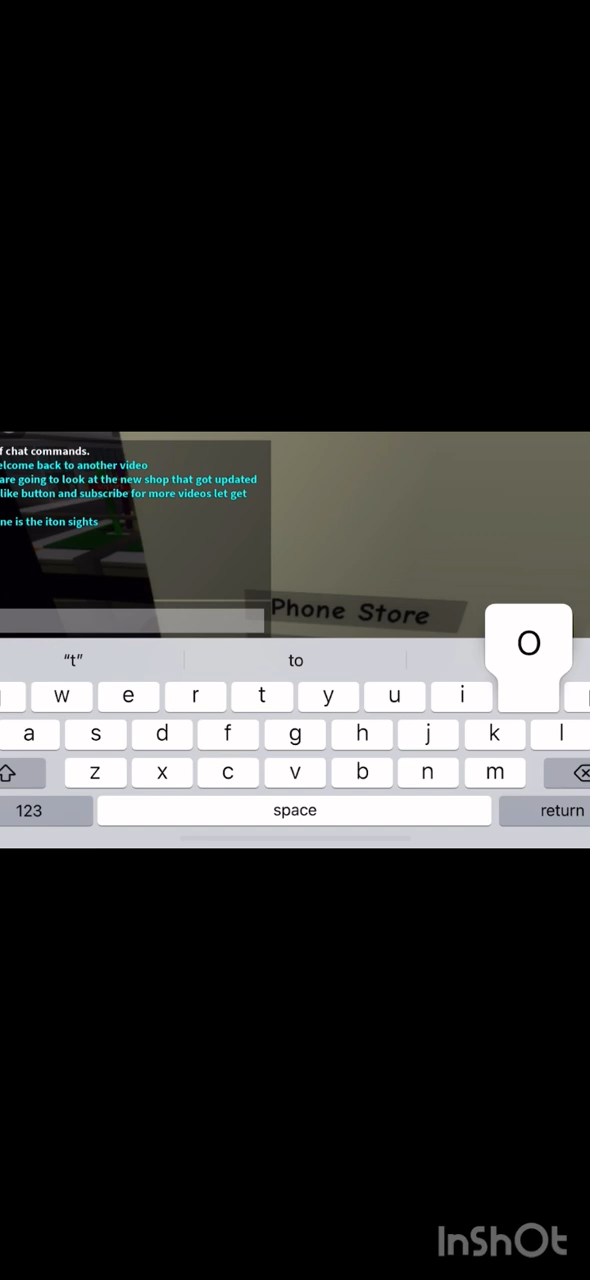 f chat commands.
elcome back to another video
are going to look at the new shop that got updated
like button and subscribe for more videos let get
ne is the iton sights
Phone Store
"t" to
O
w e r t y u i
a s d f g h j k l
z x c v b n m
123 space return
InShOt